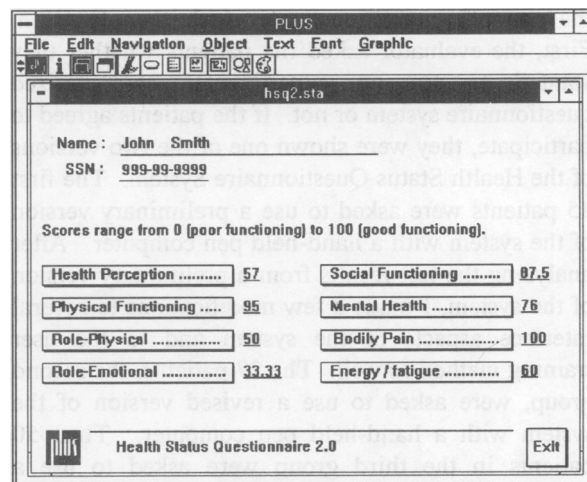 PLUS
File Edit Navigation Object Text Font Graphic
hsq2.sta
Name: John Smith
SSN: 999-99-9999
Scores range from 0 (poor functioning) to 100 (good functioning).
Health Perception 57 Social Functioning 87.5
Physical Functioning 95 Mental Health 76
Role-Physical 50 Bodily Pain 100
Role-Emotional 33.33 Energy/fatigue 60
PLUS Health Status Questionnaire 2.0 Exit